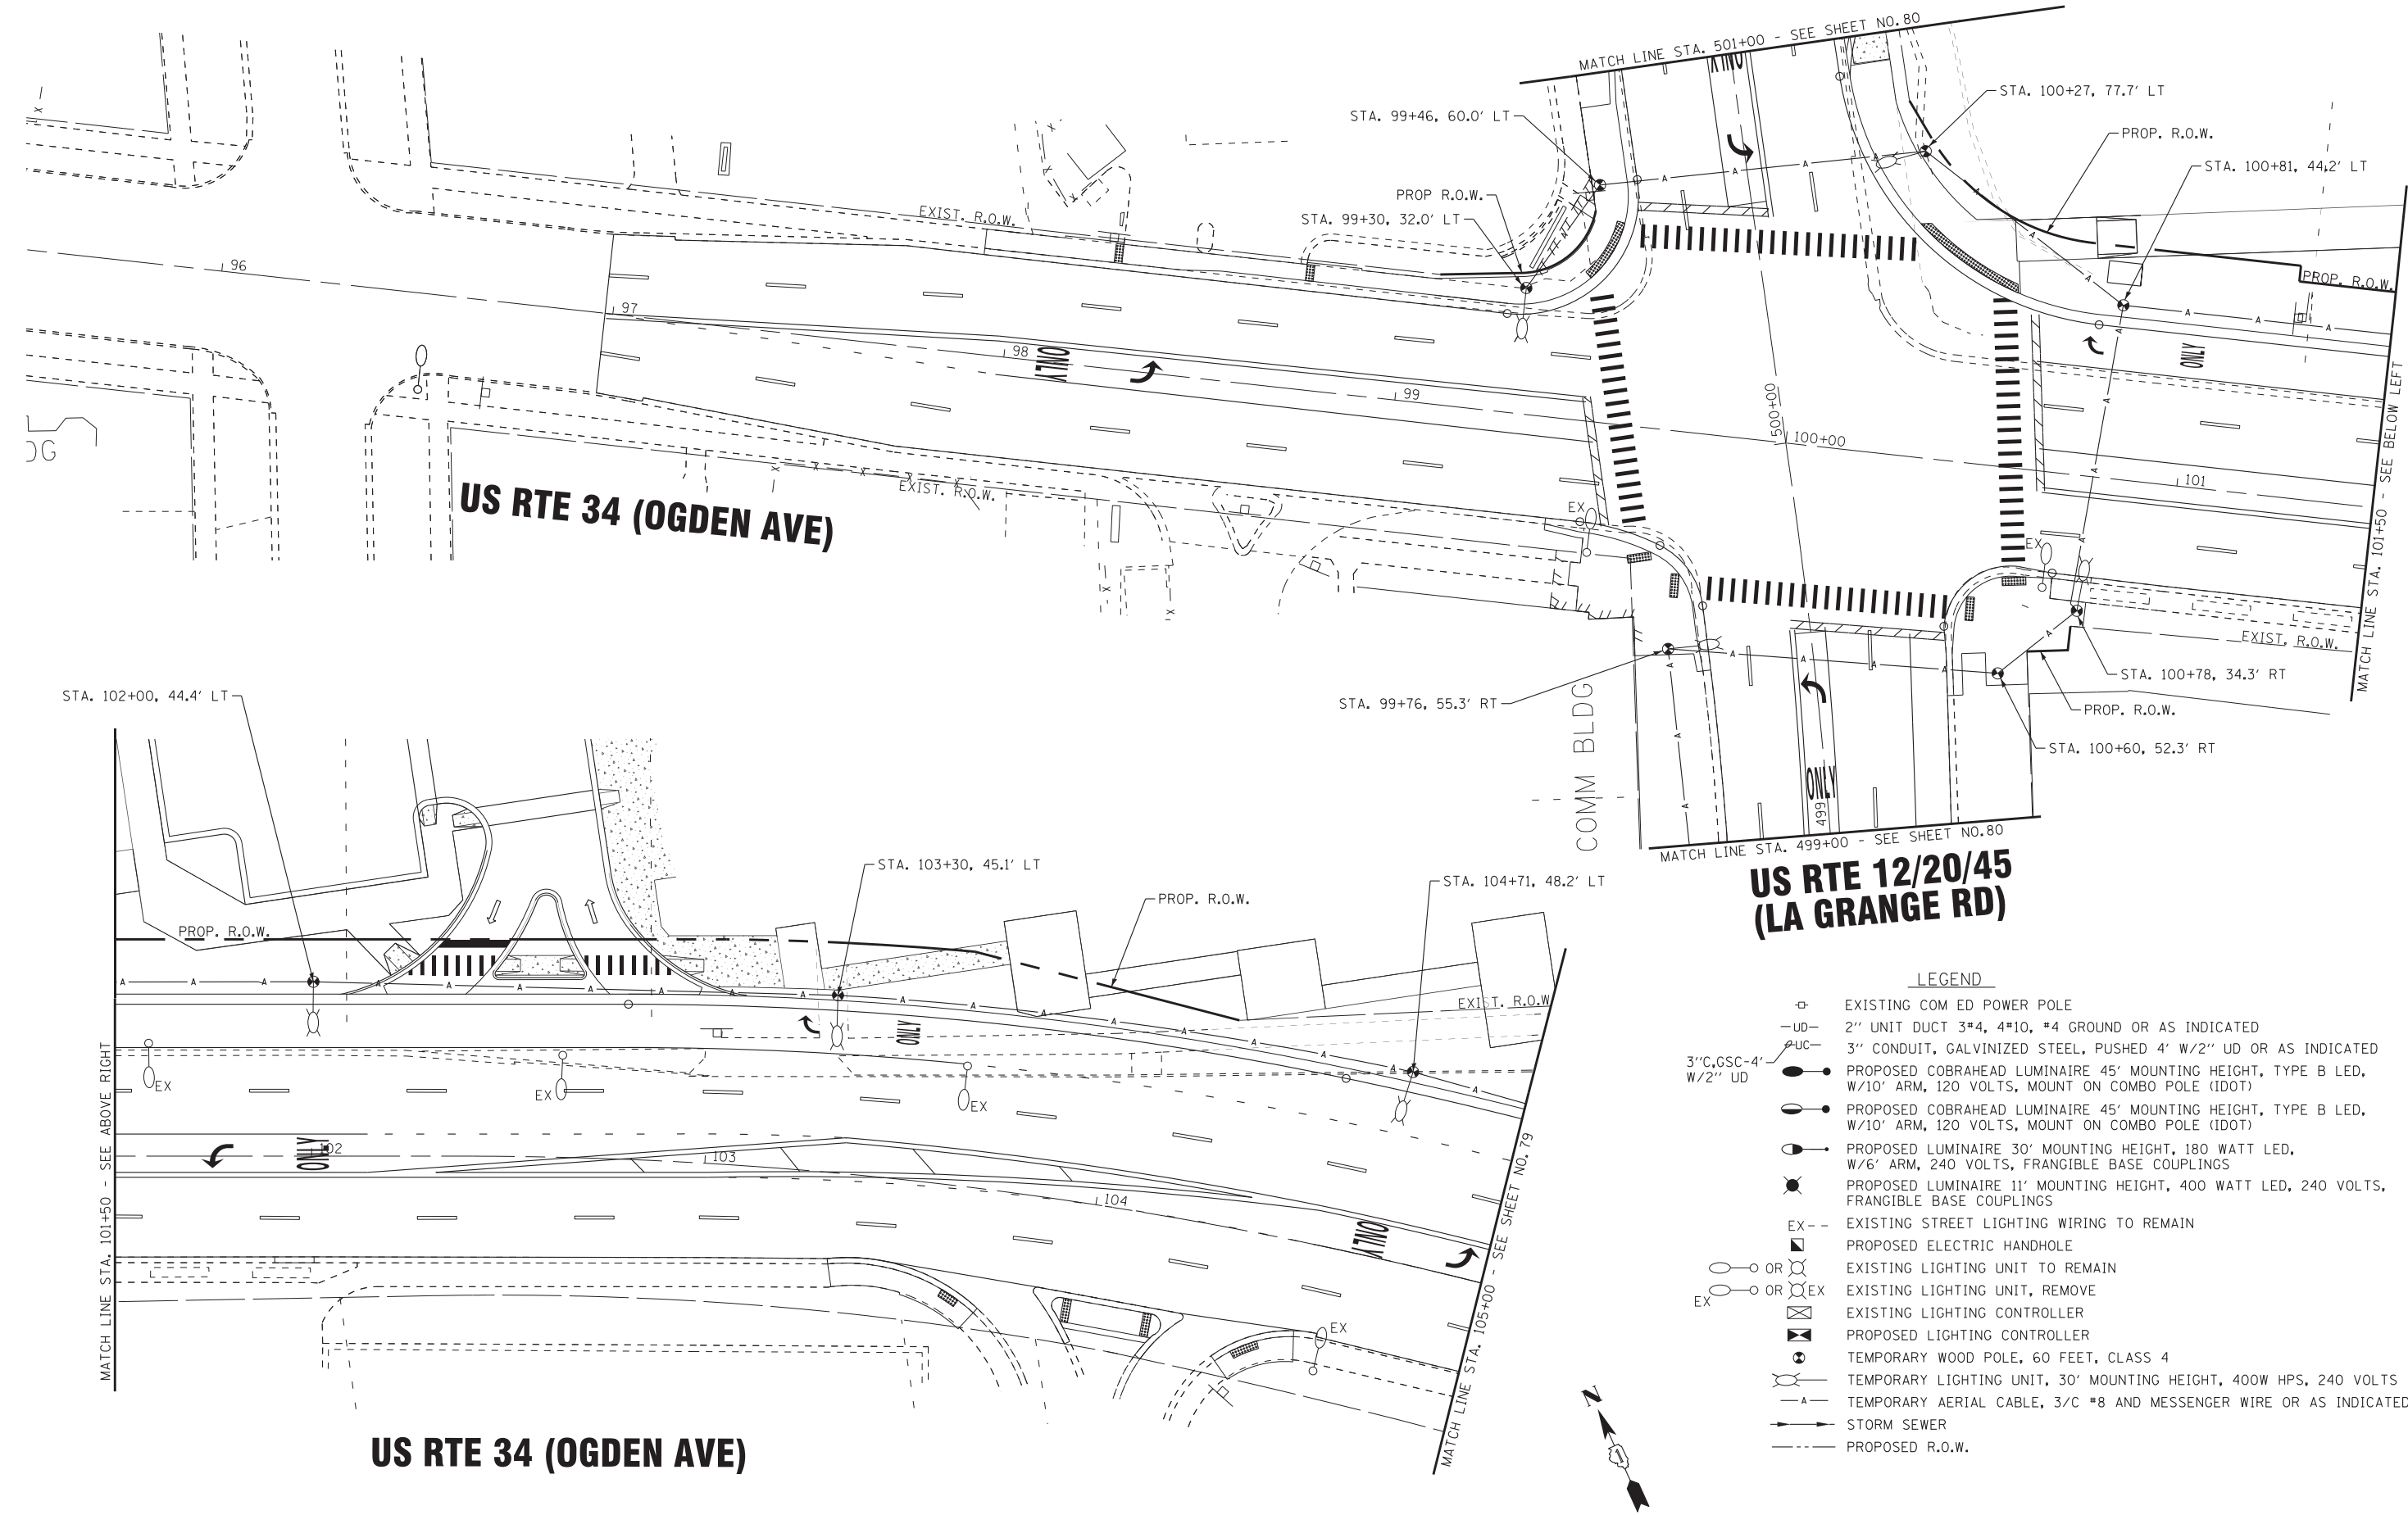 MATCH LINE STA. 501+00 - SEE SHEET NO. 80
ONLY
STA. 99+46, 60.0' LT
STA. 100+27, 77.7' LT
PROP. R.O.W.
STA. 100+81, 44.2' LT
PROP R.O.W.
STA. 99+30, 32.0' LT
EXIST. R.O.W.
PROP. R.O.W.
96
97
98
ONLY
99
500+00
100+00
101
ONLY
MATCH LINE STA. 101+50 - SEE BELOW LEFT
DG
US RTE 34 (OGDEN AVE)
EXIST. R.O.W.
EX
EX
EXIST. R.O.W.
STA. 100+78, 34.3' RT
PROP. R.O.W.
STA. 100+60, 52.3' RT
STA. 99+76, 55.3' RT
COMM BLDG
ONLY
499
MATCH LINE STA. 499+00 - SEE SHEET NO.80
US RTE 12/20/45
(LA GRANGE RD)
STA. 102+00, 44.4' LT
STA. 103+30, 45.1' LT
PROP. R.O.W.
STA. 104+71, 48.2' LT
PROP. R.O.W.
EXIST. R.O.W
ONLY
EX
EX
EX
102
ONLY
103
104
ONLY
EX
MATCH LINE STA. 101+50 - SEE ABOVE RIGHT
MATCH LINE STA. 105+00 - SEE SHEET NO. 79
US RTE 34 (OGDEN AVE)
N
LEGEND
EXISTING COM ED POWER POLE
UD 2'' UNIT DUCT 3#4, 4#10, #4 GROUND OR AS INDICATED
UC 3'' CONDUIT, GALVINIZED STEEL, PUSHED 4' W/2'' UD OR AS INDICATED
3''C,GSC-4'
W/2'' UD
PROPOSED COBRAHEAD LUMINAIRE 45' MOUNTING HEIGHT, TYPE B LED,
W/10' ARM, 120 VOLTS, MOUNT ON COMBO POLE (IDOT)
PROPOSED COBRAHEAD LUMINAIRE 45' MOUNTING HEIGHT, TYPE B LED,
W/10' ARM, 120 VOLTS, MOUNT ON COMBO POLE (IDOT)
PROPOSED LUMINAIRE 30' MOUNTING HEIGHT, 180 WATT LED,
W/6' ARM, 240 VOLTS, FRANGIBLE BASE COUPLINGS
PROPOSED LUMINAIRE 11' MOUNTING HEIGHT, 400 WATT LED, 240 VOLTS,
FRANGIBLE BASE COUPLINGS
EX-- EXISTING STREET LIGHTING WIRING TO REMAIN
PROPOSED ELECTRIC HANDHOLE
OR EXISTING LIGHTING UNIT TO REMAIN
EX OR EX EXISTING LIGHTING UNIT, REMOVE
EXISTING LIGHTING CONTROLLER
PROPOSED LIGHTING CONTROLLER
TEMPORARY WOOD POLE, 60 FEET, CLASS 4
TEMPORARY LIGHTING UNIT, 30' MOUNTING HEIGHT, 400W HPS, 240 VOLTS
A TEMPORARY AERIAL CABLE, 3/C #8 AND MESSENGER WIRE OR AS INDICATED
STORM SEWER
PROPOSED R.O.W.